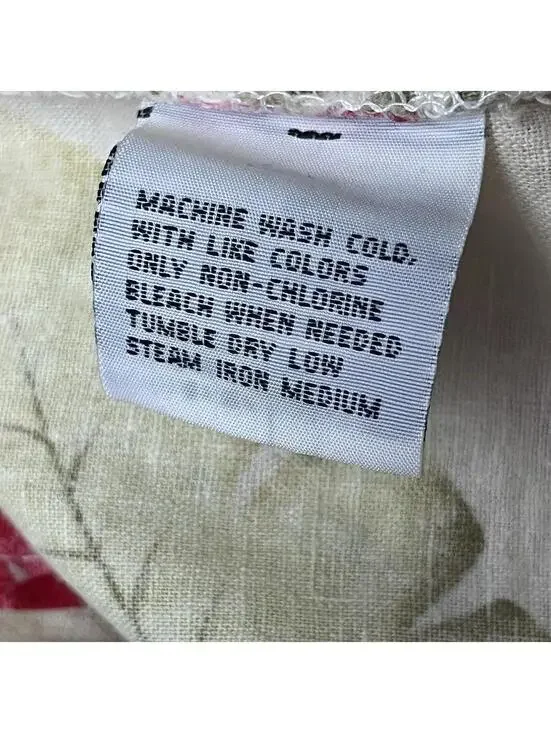 MACHINE WASH COLD,
WITH LIKE COLORS
ONLY NON-CHLORINE
BLEACH WHEN NEEDED
TUMBLE DRY LOW
STEAM IRON MEDIUM